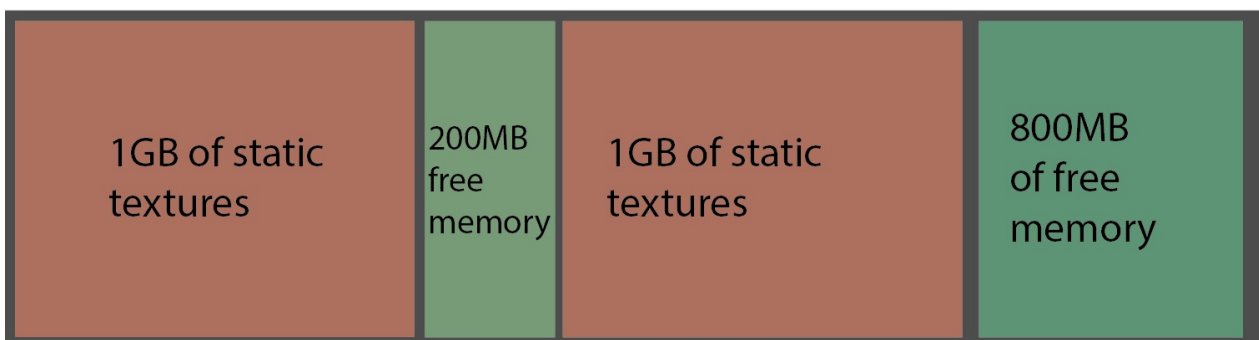 1GB of static
textures
200MB
free
memory
1GB of static
textures
800MB
of free
memory